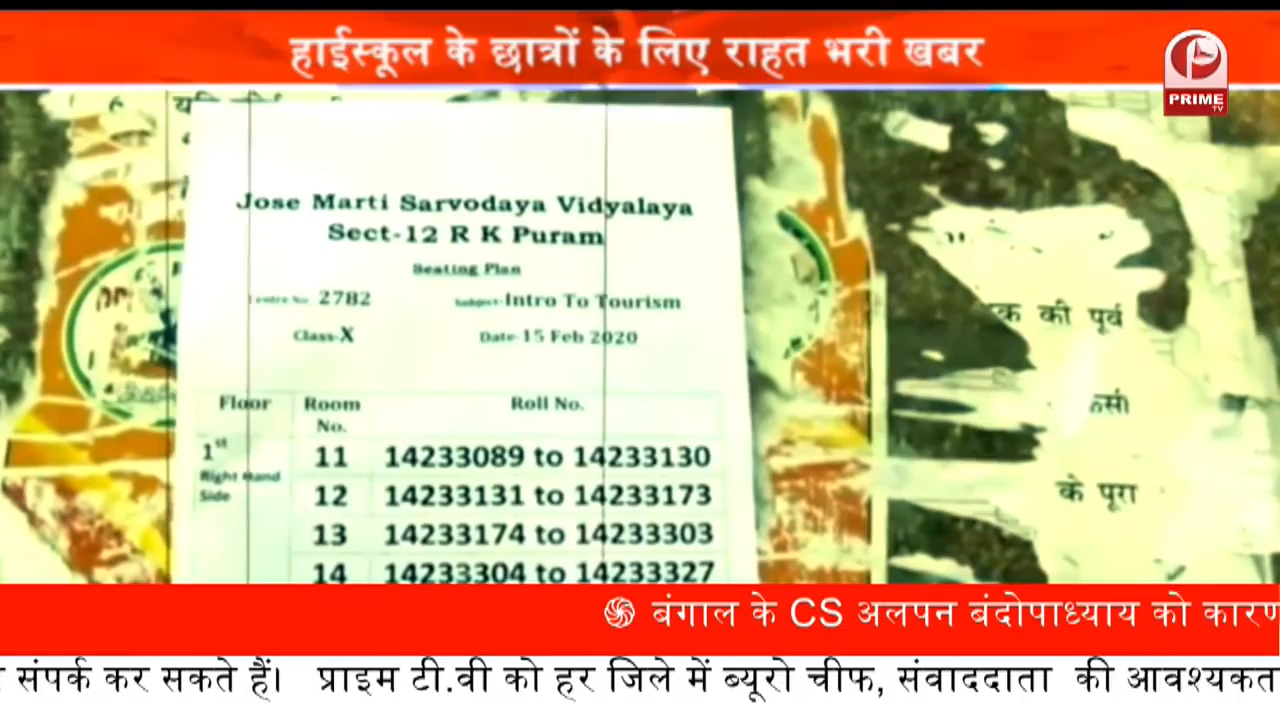 हाईस्कूल के छात्रों के लिए राहत भरी खबर
PRIME
TV
Jose Marti Sarvodaya Vidyalaya
Sect-12 R K Puram
Seating Plan
Centre No. 2782 Subject-Intro To Tourism
Class-X Date-15 Feb 2020
Floor Room No. Roll No.
1st Right Hand Side
11 14233089 to 14233130
12 14233131 to 14233173
13 14233174 to 14233303
14 14233304 to 14233327
की पूर्व
के पूरा
बंगाल के CS अलपन बंदोपाध्याय को कारण
संपर्क कर सकते हैं। प्राइम टी.वी को हर जिले में ब्यूरो चीफ, संवाददाता की आवश्यकत